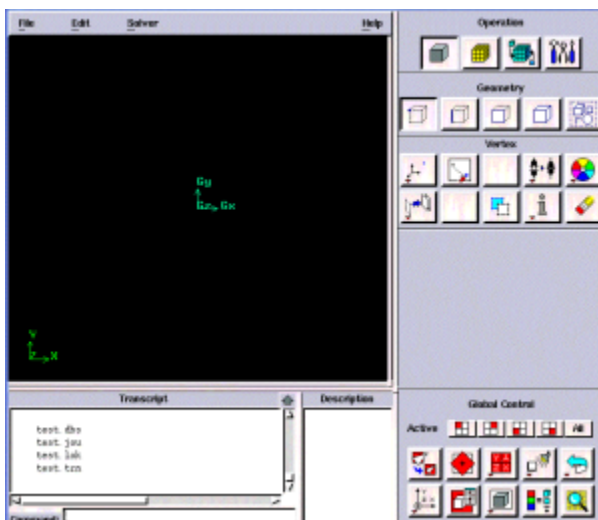 File Edit Solver Help
Operation
Geometry
Vertex
Gy
Gz Gx
Y
Z X
Transcript
Description
test.dbs
test.jou
test.lok
test.trn
Command:
Global Control
Active All